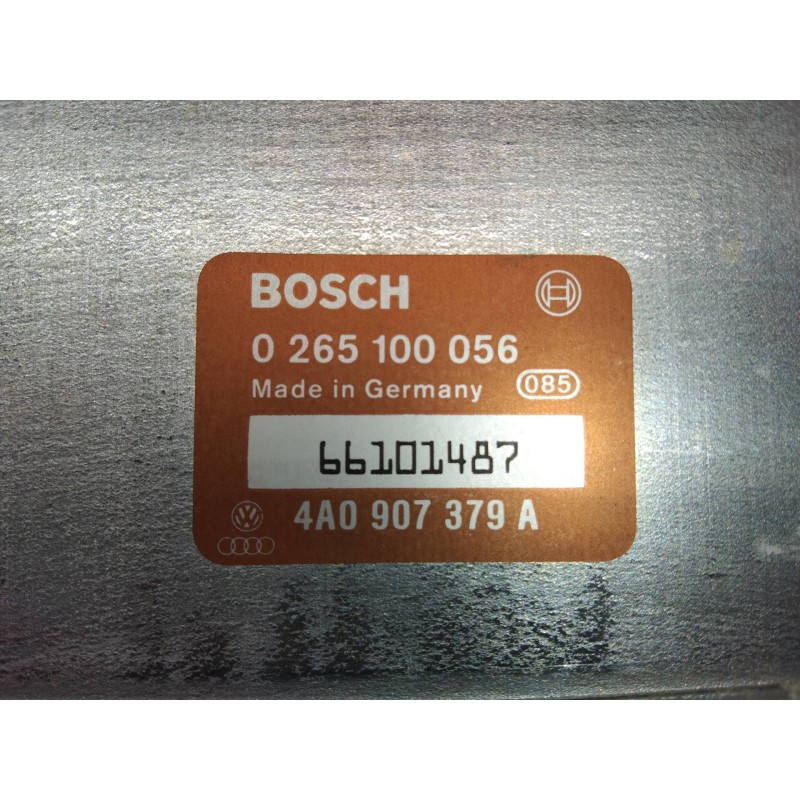 BOSCH
0 265 100 056
Made in Germany 085
66101487
4A0 907 379 A